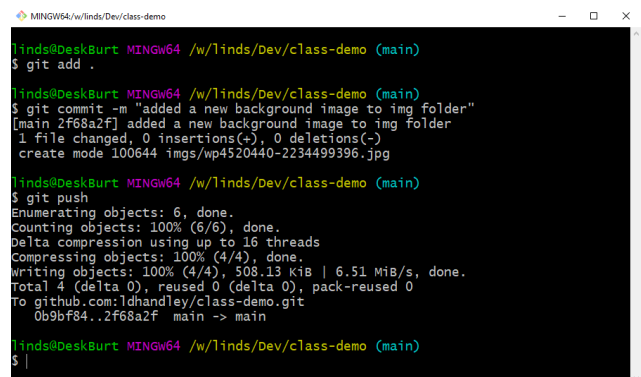 MINGW64:/w/linds/Dev/class-demo
linds@DeskBurt MINGW64 /w/linds/Dev/class-demo (main)
$ git add .
linds@DeskBurt MINGW64 /w/linds/Dev/class-demo (main)
$ git commit -m "added a new background image to img folder"
[main 2f68a2f] added a new background image to img folder
 1 file changed, 0 insertions(+), 0 deletions(-)
 create mode 100644 imgs/wp4520440-2234499396.jpg
linds@DeskBurt MINGW64 /w/linds/Dev/class-demo (main)
$ git push
Enumerating objects: 6, done.
Counting objects: 100% (6/6), done.
Delta compression using up to 16 threads
Compressing objects: 100% (4/4), done.
Writing objects: 100% (4/4), 508.13 KiB | 6.51 MiB/s, done.
Total 4 (delta 0), reused 0 (delta 0), pack-reused 0
To github.com:ldhandley/class-demo.git
   0b9bf84..2f68a2f  main -> main
linds@DeskBurt MINGW64 /w/linds/Dev/class-demo (main)
$